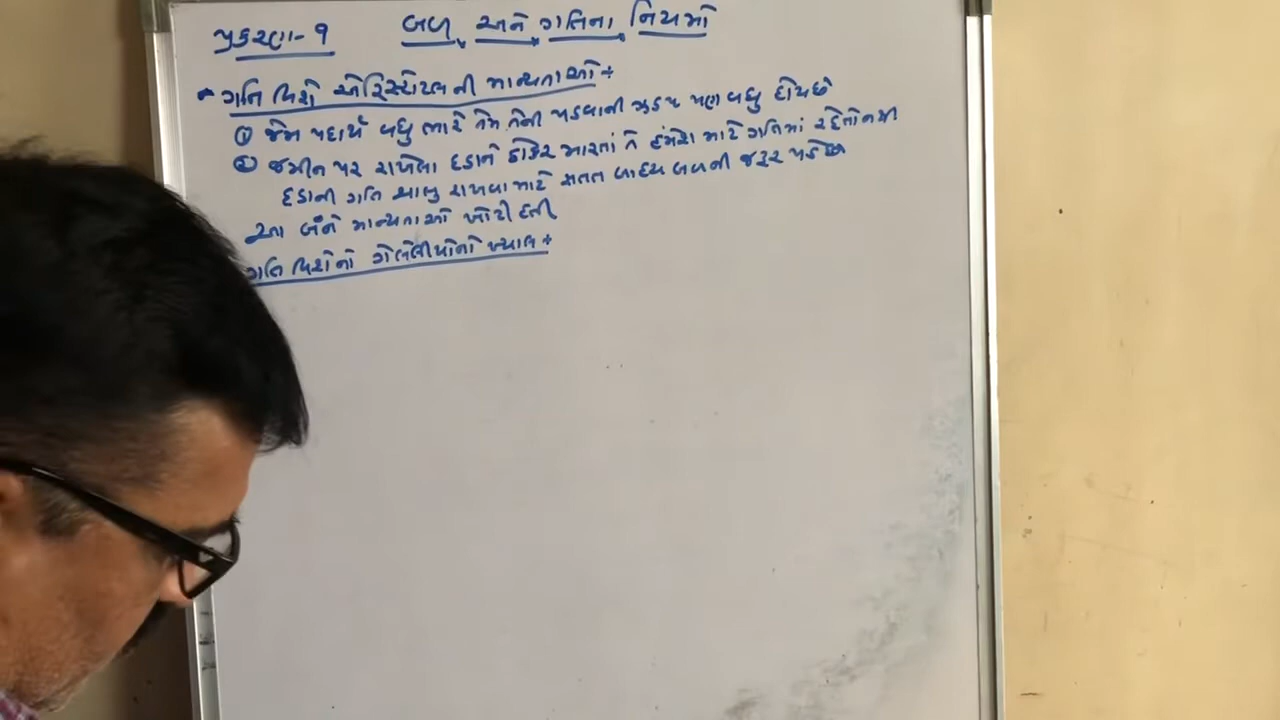 પ્રકરણ-૧ બળ અને ગતિના નિયમો
* ગતિ વિશે એરિસ્ટોટલની માન્યતાઓ ÷
① જેમ પદાર્થ વધુ ભારે તેમ તેની પડવાની ઝડપ પણ વધુ હોય છે
② જમીન પર રાખેલા દડાને ઠોકર મારતાં તે હંમેશા માટે ગતિમાં રહેતો નથી
દડાની ગતિ ચાલુ રાખવા માટે સતત બાહ્ય બળની જરૂર પડે છે
આ બંને માન્યતાઓ ખોટી હતી
ગતિ વિશેનો ગેલેલીયોનો ખ્યાલ ÷